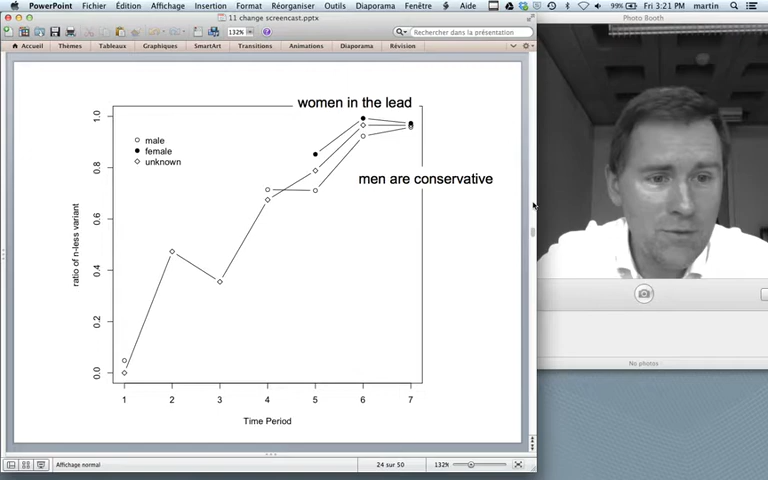 PowerPoint Fichier Édition Affichage Insertion Format Réorganiser Outils Diaporama Fenêtre Aide 99% Fri 3:21 PM martin
11 change screencast.pptx
Photo Booth
132% Rechercher dans la présentation
Accueil Thèmes Tableaux Graphiques SmartArt Transitions Animations Diaporama Révision
women in the lead
male
female
unknown
men are conservative
ratio of n-less variant
1.0
0.8
0.6
0.4
0.2
0.0
1 2 3 4 5 6 7
Time Period
No photos
Affichage normal 24 sur 50 132%